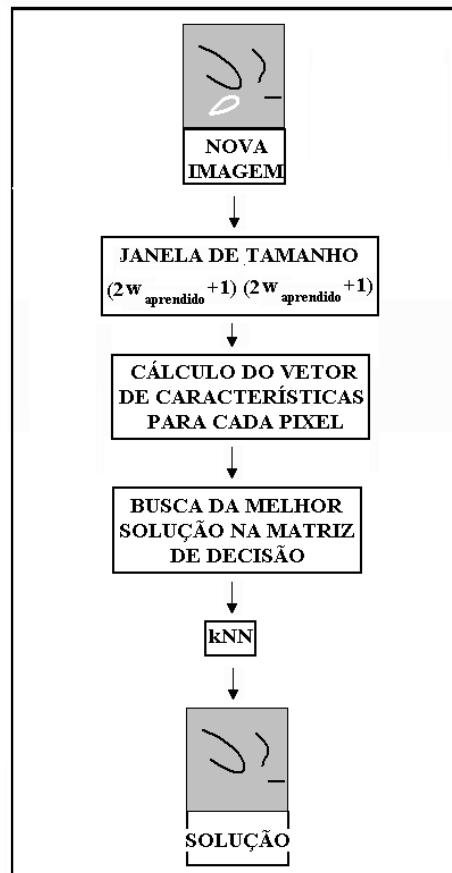 NOVA
IMAGEM
JANELA DE TAMANHO
(2w aprendido +1) (2w aprendido +1)
CÁLCULO DO VETOR
DE CARACTERÍSTICAS
PARA CADA PIXEL
BUSCA DA MELHOR
SOLUÇÃO NA MATRIZ
DE DECISÃO
kNN
SOLUÇÃO